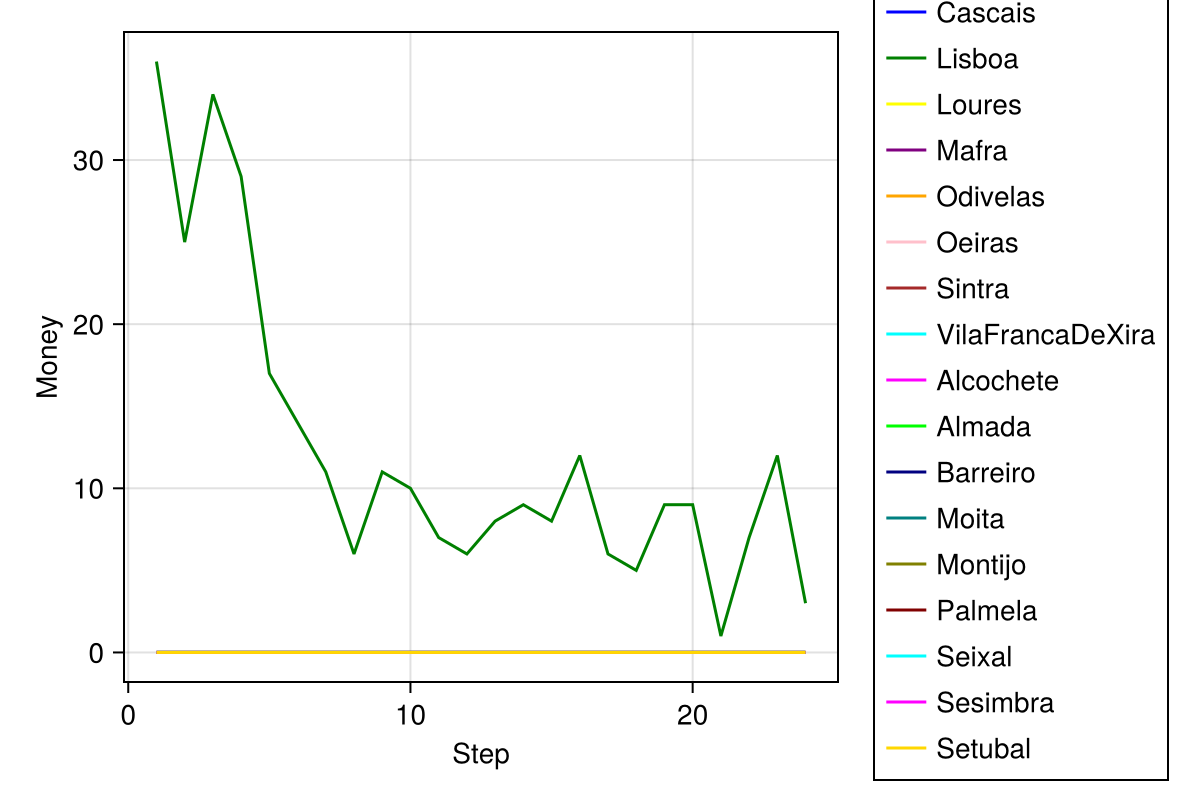 Cascais
Lisboa
Loures
Mafra
Odivelas
Oeiras
Sintra
VilaFrancaDeXira
Alcochete
Almada
Barreiro
Moita
Montijo
Palmela
Seixal
Sesimbra
Setubal
Money
30
20
10
0
0 10 20
Step